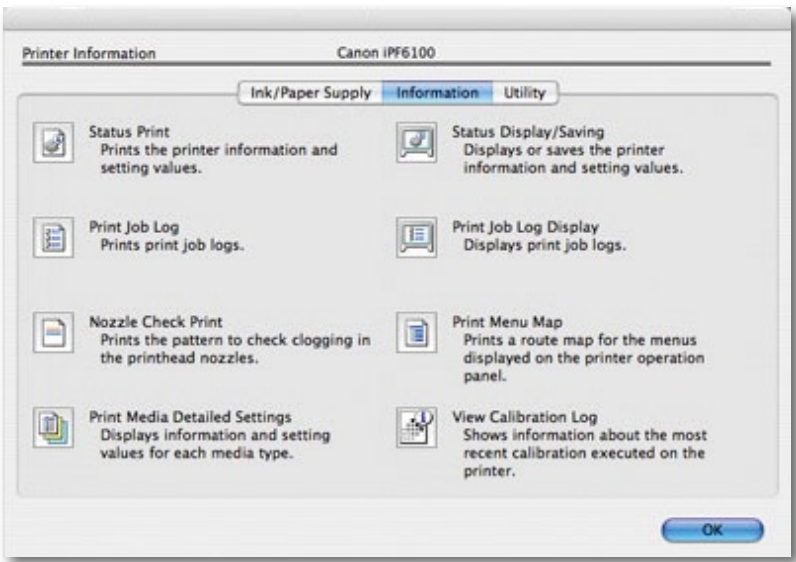 Printer Information
Canon iPF6100
Ink/Paper Supply
Information
Utility
Status Print
Prints the printer information and
setting values.
Status Display/Saving
Displays or saves the printer
information and setting values.
Print Job Log
Prints print job logs.
Print Job Log Display
Displays print job logs.
Nozzle Check Print
Prints the pattern to check clogging in
the printhead nozzles.
Print Menu Map
Prints a route map for the menus
displayed on the printer operation
panel.
Print Media Detailed Settings
Displays information and setting
values for each media type.
View Calibration Log
Shows information about the most
recent calibration executed on the
printer.
OK